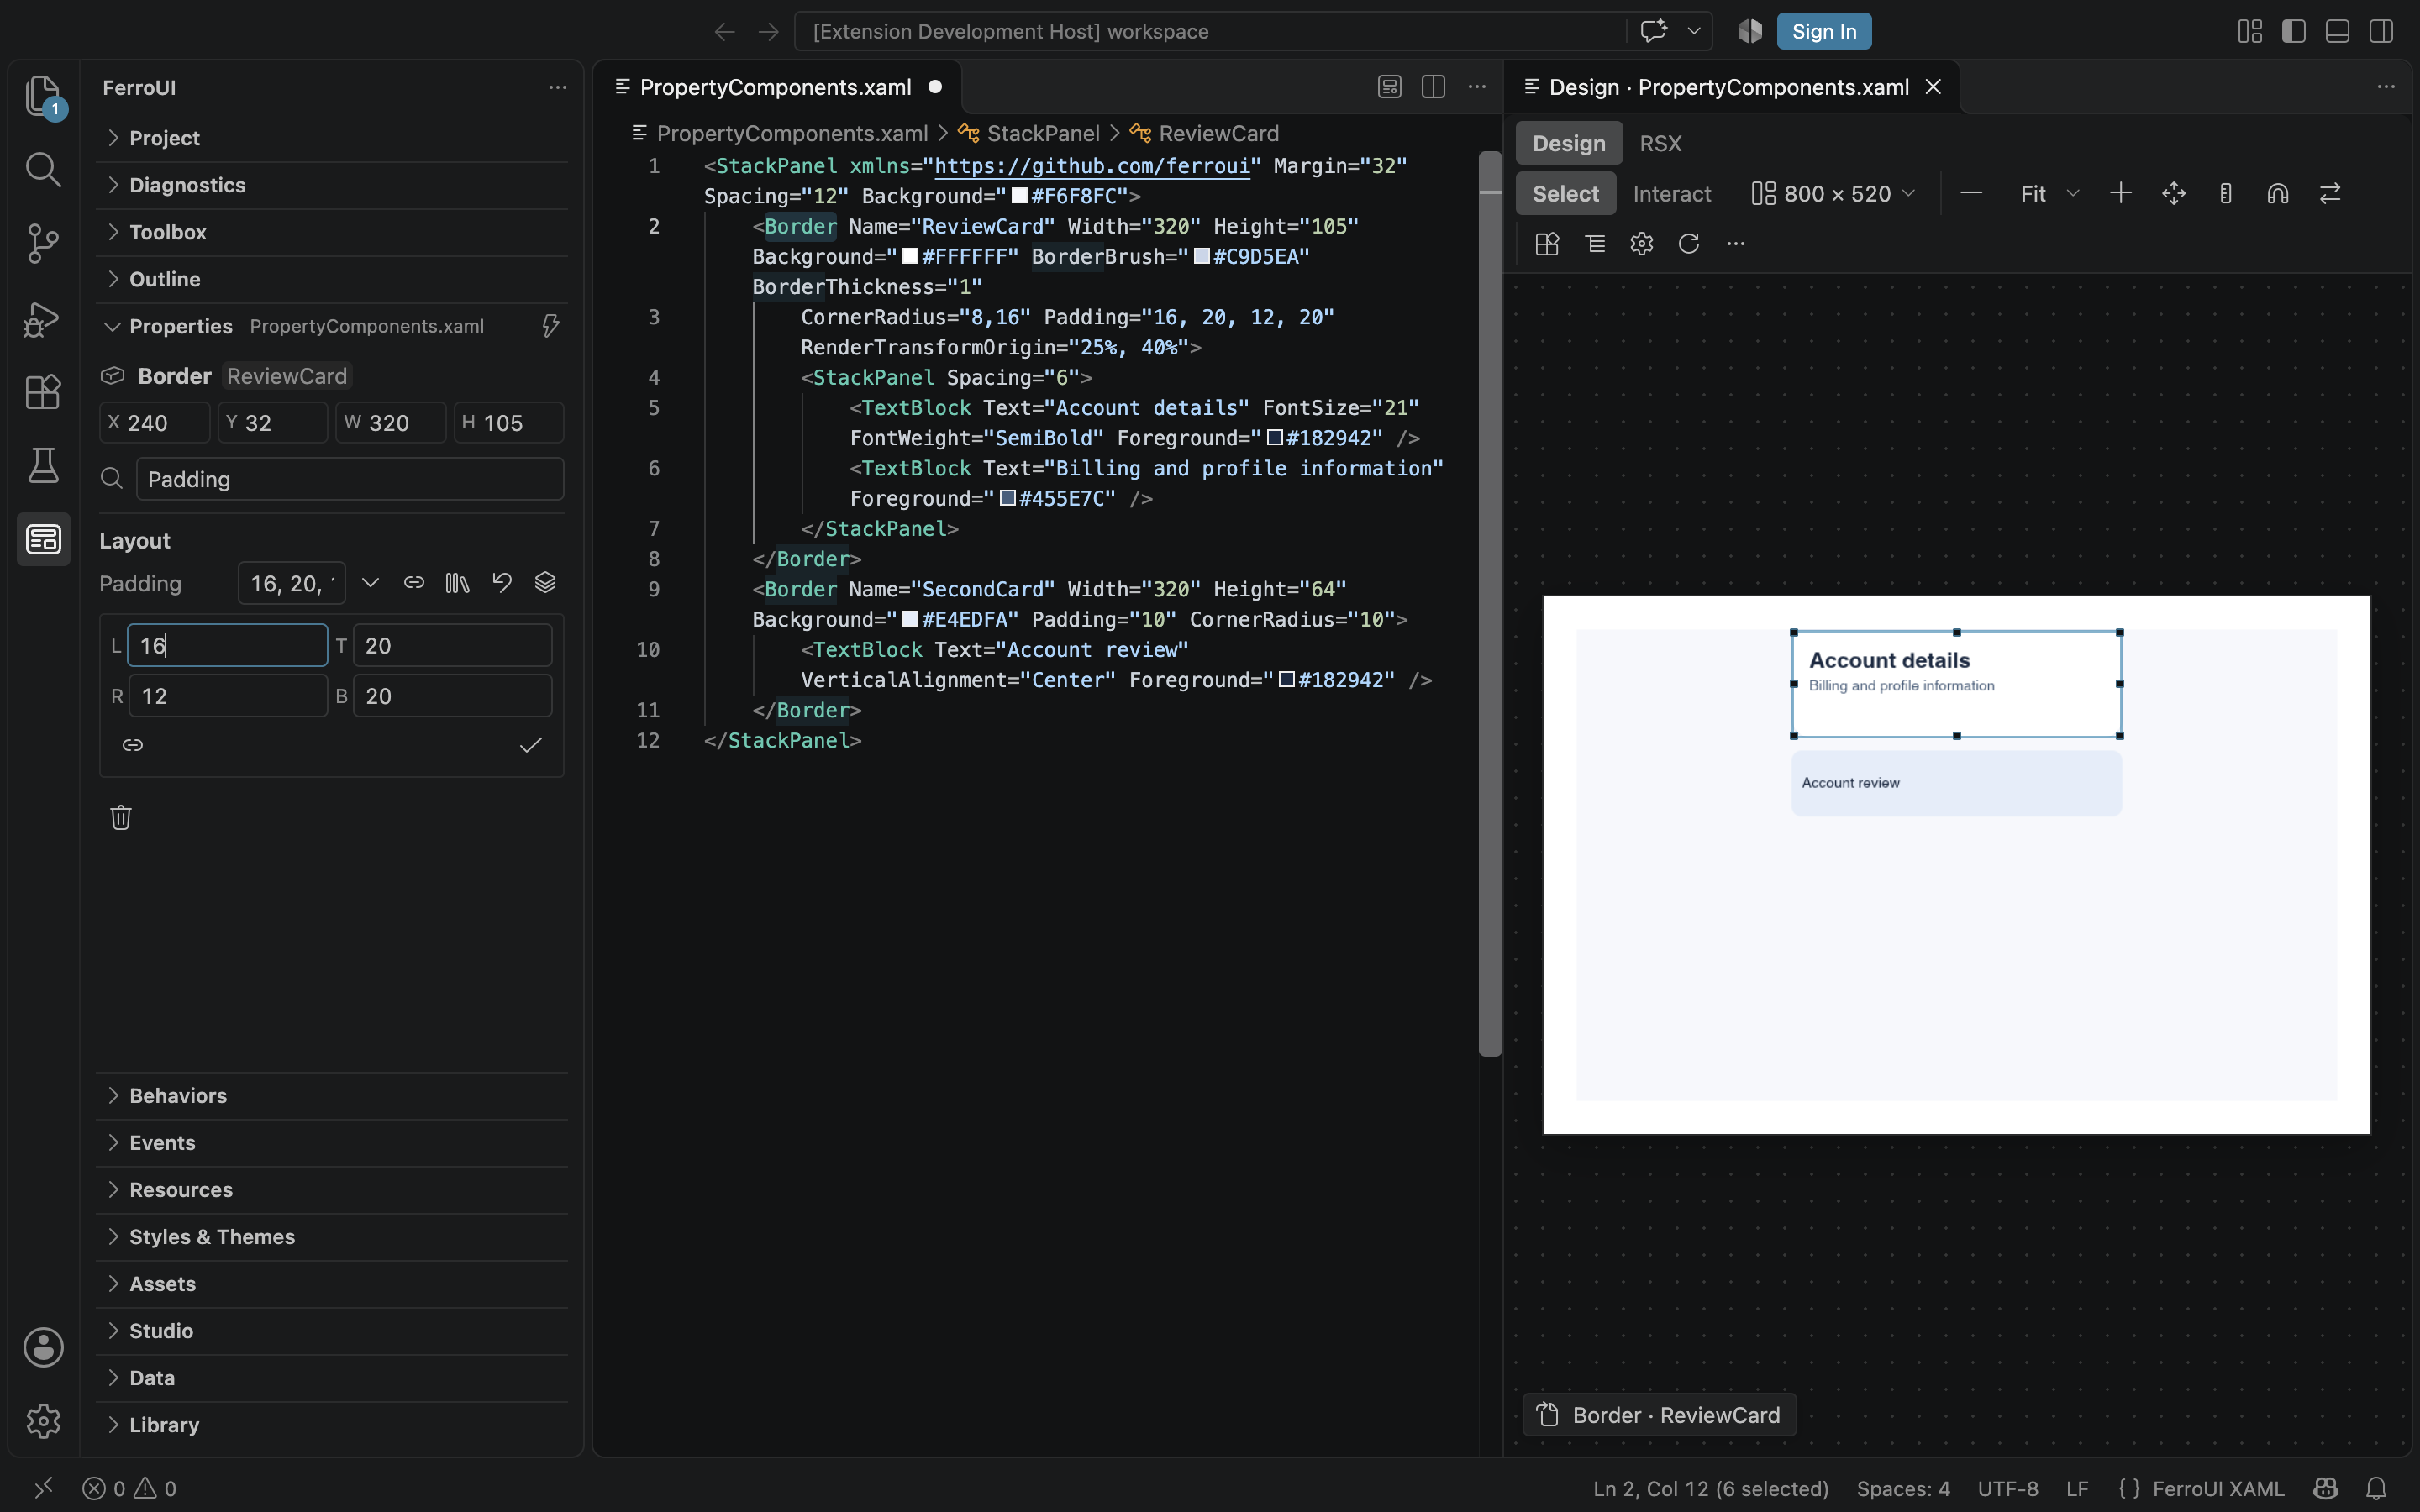 [Extension Development Host] workspace
Sign In
1
FerroUI
Project
Diagnostics
Toolbox
Outline
Properties PropertyComponents.xaml
Border ReviewCard
X 240 Y 32 W 320 H 105
Padding
Layout
Padding 16, 20,
L 16 T 20
R 12 B 20
Behaviors
Events
Resources
Styles & Themes
Assets
Studio
Data
Library
PropertyComponents.xaml
PropertyComponents.xaml > StackPanel > ReviewCard
1 <StackPanel xmlns="https://github.com/ferroui" Margin="32"
Spacing="12" Background="#F6F8FC">
2 <Border Name="ReviewCard" Width="320" Height="105"
Background="#FFFFFF" BorderBrush="#C9D5EA"
BorderThickness="1"
3 CornerRadius="8,16" Padding="16, 20, 12, 20"
RenderTransformOrigin="25%, 40%">
4 <StackPanel Spacing="6">
5 <TextBlock Text="Account details" FontSize="21"
FontWeight="SemiBold" Foreground="#182942" />
6 <TextBlock Text="Billing and profile information"
Foreground="#455E7C" />
7 </StackPanel>
8 </Border>
9 <Border Name="SecondCard" Width="320" Height="64"
Background="#E4EDFA" Padding="10" CornerRadius="10">
10 <TextBlock Text="Account review"
VerticalAlignment="Center" Foreground="#182942" />
11 </Border>
12 </StackPanel>
Design · PropertyComponents.xaml
Design RSX
Select Interact 800 × 520 Fit
Account details
Billing and profile information
Account review
Border · ReviewCard
0 0
Ln 2, Col 12 (6 selected) Spaces: 4 UTF-8 LF { } FerroUI XAML